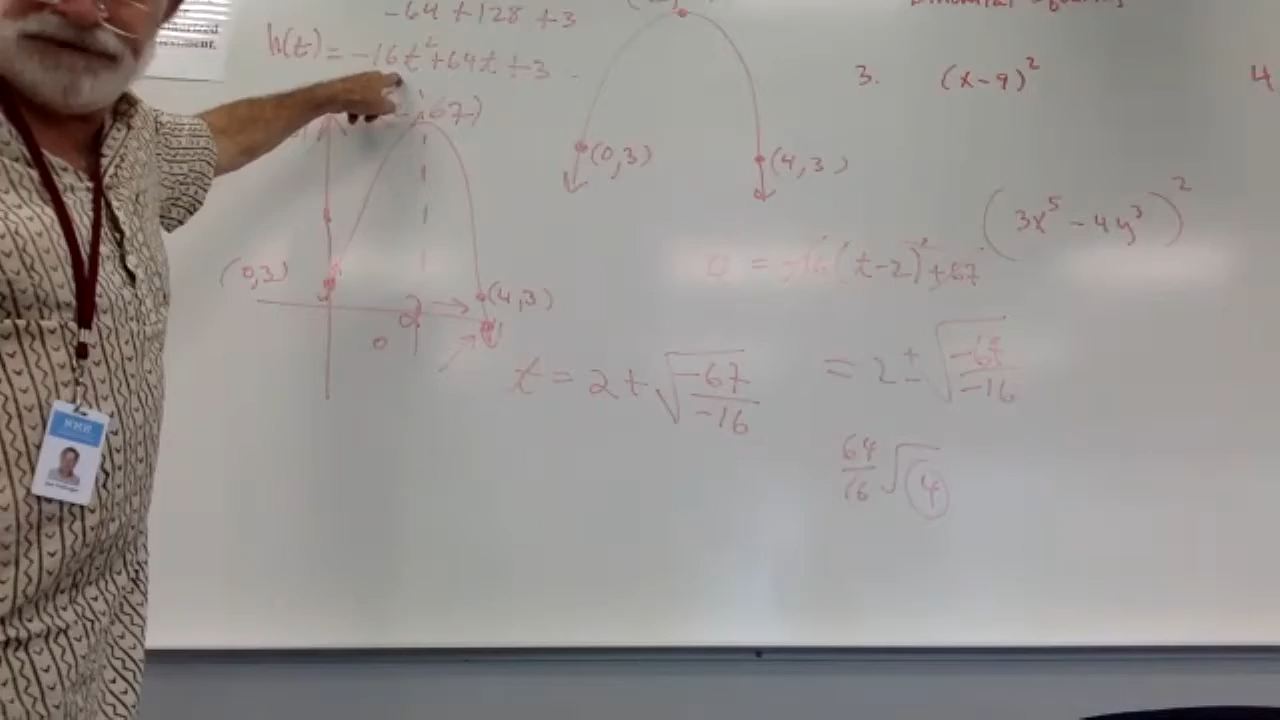 -64 + 128 + 3
h(t) = -16t² + 64t + 3
3. (x-9)²
4
67)
(0,3)
(4,3)
(3x⁵ - 4y³)²
(0,3)
2
(4,3)
0
0 = -16(t-2)² + 67
t = 2 + √(-67/-16)
= 2 ± √(-67/-16)
64/16 √4